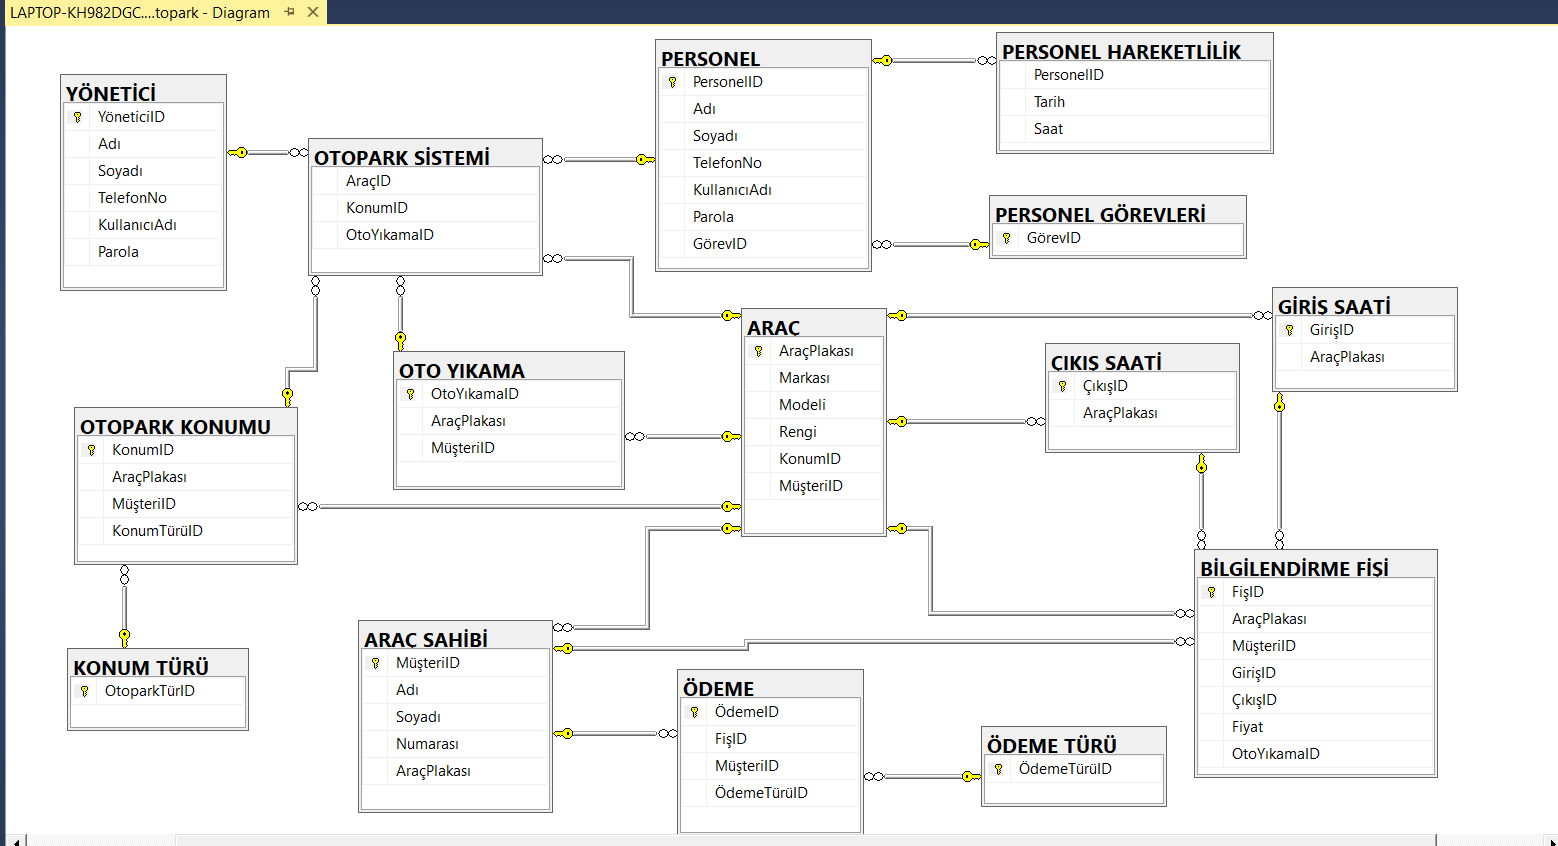 LAPTOP-KH982DGC....topark - Diagram
YÖNETİCİ
YöneticiID
Adı
Soyadı
TelefonNo
KullanıcıAdı
Parola
OTOPARK SİSTEMİ
AraçID
KonumID
OtoYıkamaID
PERSONEL
PersonelID
Adı
Soyadı
TelefonNo
KullanıcıAdı
Parola
GörevID
PERSONEL HAREKETLİLİK
PersonelID
Tarih
Saat
PERSONEL GÖREVLERİ
GörevID
GİRİŞ SAATİ
GirişID
AraçPlakası
ARAÇ
AraçPlakası
Markası
Modeli
Rengi
KonumID
MüşteriID
ÇIKIŞ SAATİ
ÇıkışID
AraçPlakası
OTO YIKAMA
OtoYıkamaID
AraçPlakası
MüşteriID
OTOPARK KONUMU
KonumID
AraçPlakası
MüşteriID
KonumTürüID
BİLGİLENDİRME FİŞİ
FişID
AraçPlakası
MüşteriID
GirişID
ÇıkışID
Fiyat
OtoYıkamaID
KONUM TÜRÜ
OtoparkTürID
ARAÇ SAHİBİ
MüşteriID
Adı
Soyadı
Numarası
AraçPlakası
ÖDEME
ÖdemeID
FişID
MüşteriID
ÖdemeTürüID
ÖDEME TÜRÜ
ÖdemeTürüID